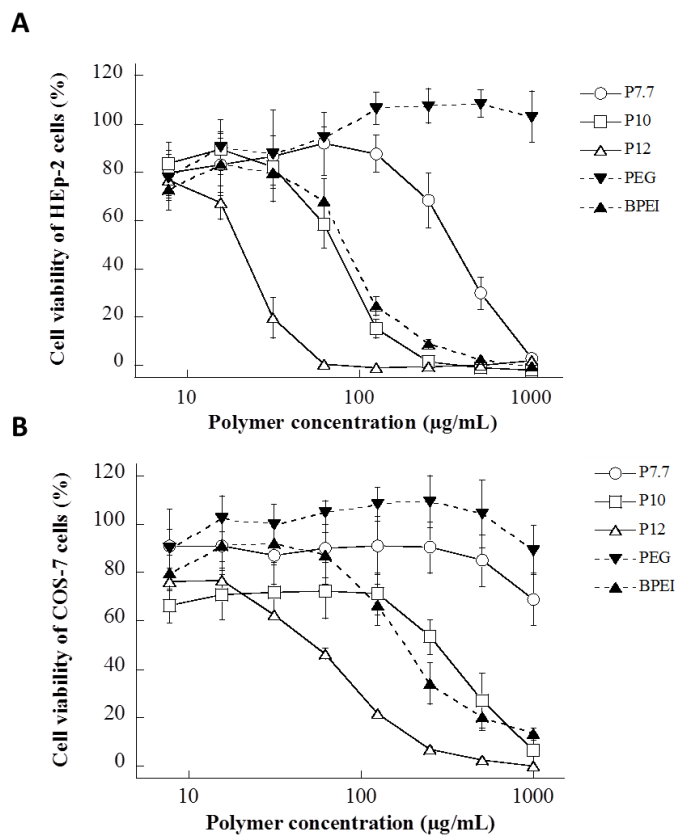 A
120
100
80
60
40
20
0
Cell viability of HEp-2 cells (%)
10
100
1000
Polymer concentration (µg/mL)
P7.7
P10
P12
PEG
BPEI
B
120
100
80
60
40
20
0
Cell viability of COS-7 cells (%)
10
100
1000
Polymer concentration (µg/mL)
P7.7
P10
P12
PEG
BPEI